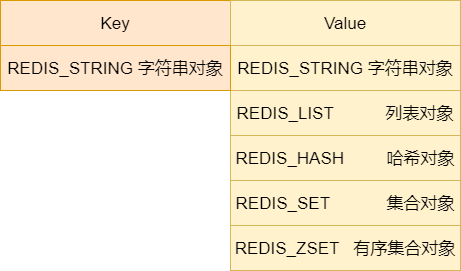 Key Value
REDIS_STRING 字符串对象 REDIS_STRING 字符串对象
REDIS_LIST 列表对象
REDIS_HASH 哈希对象
REDIS_SET 集合对象
REDIS_ZSET 有序集合对象